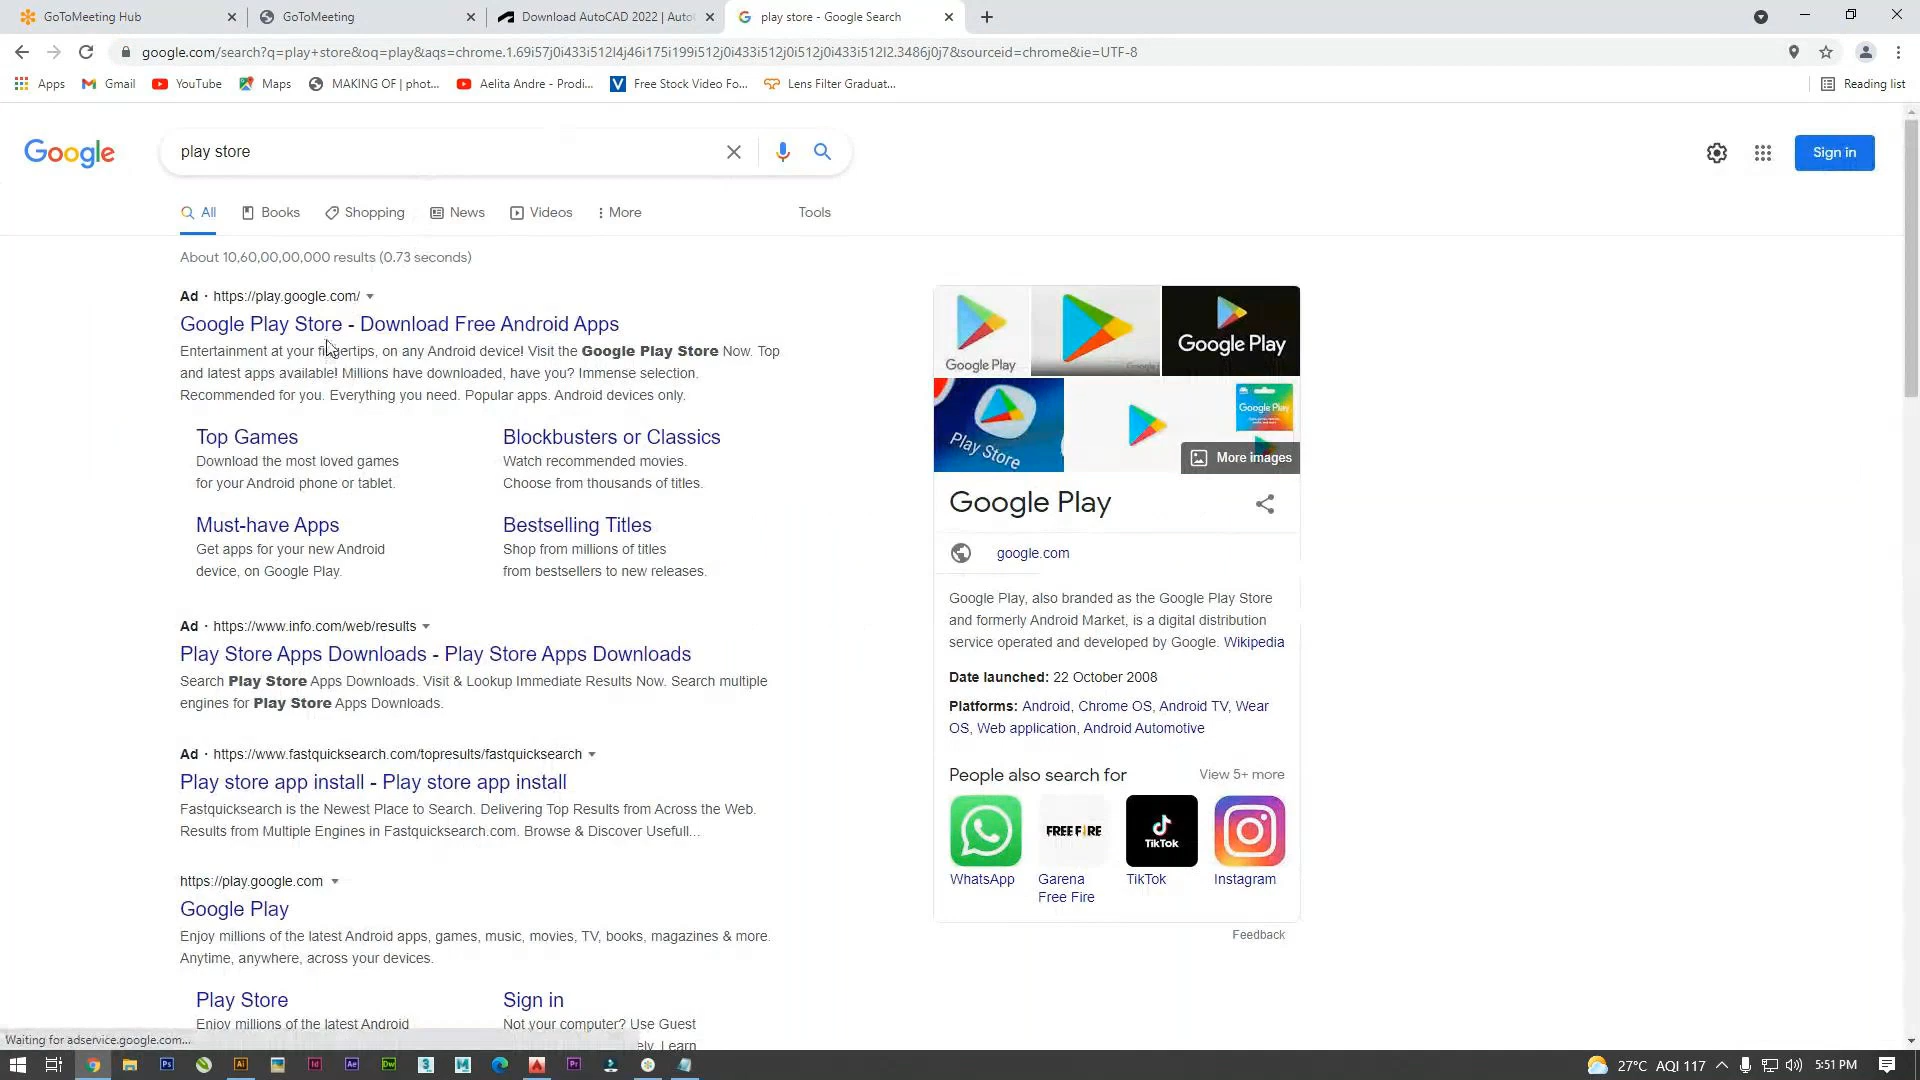 GoToMeeting Hub
GoToMeeting
Download AutoCAD 2022 | Auto
play store - Google Search
google.com/search?q=play+store&oq=play&aqs=chrome.1.69i57j0i433i512l4j46i175i199i512j0i433i512j0i512j0i433i512l2.3486j0j7&sourceid=chrome&ie=UTF-8
Apps
Gmail
YouTube
Maps
MAKING OF | phot...
Aelita Andre - Prodi...
Free Stock Video Fo...
Lens Filter Graduat...
Reading list
Google
play store
Sign in
All
Books
Shopping
News
Videos
More
Tools
About 10,60,00,00,000 results (0.73 seconds)
Ad · https://play.google.com/
Google Play Store - Download Free Android Apps
Entertainment at your fingertips, on any Android device! Visit the Google Play Store Now. Top
and latest apps available! Millions have downloaded, have you? Immense selection.
Recommended for you. Everything you need. Popular apps. Android devices only.
Top Games
Download the most loved games
for your Android phone or tablet.
Blockbusters or Classics
Watch recommended movies.
Choose from thousands of titles.
Must-have Apps
Get apps for your new Android
device, on Google Play.
Bestselling Titles
Shop from millions of titles
from bestsellers to new releases.
Ad · https://www.info.com/web/results
Play Store Apps Downloads - Play Store Apps Downloads
Search Play Store Apps Downloads. Visit & Lookup Immediate Results Now. Search multiple
engines for Play Store Apps Downloads.
Ad · https://www.fastquicksearch.com/topresults/fastquicksearch
Play store app install - Play store app install
Fastquicksearch is the Newest Place to Search. Delivering Top Results from Across the Web.
Results from Multiple Engines in Fastquicksearch.com. Browse & Discover Usefull...
https://play.google.com
Google Play
Enjoy millions of the latest Android apps, games, music, movies, TV, books, magazines & more.
Anytime, anywhere, across your devices.
Play Store
Enjoy millions of the latest Android
Sign in
Not your computer? Use Guest
Learn
Google Play
Google Play
Play Store
Google Play
More images
Google Play
google.com
Google Play, also branded as the Google Play Store
and formerly Android Market, is a digital distribution
service operated and developed by Google. Wikipedia
Date launched: 22 October 2008
Platforms: Android, Chrome OS, Android TV, Wear
OS, Web application, Android Automotive
People also search for
View 5+ more
FREE FIRE
TikTok
WhatsApp
Garena
Free Fire
TikTok
Instagram
Feedback
Waiting for adservice.google.com...
Ps
Ai
Id
Ae
Dw
3
M
A
Pr
27°C AQI 117
5:51 PM